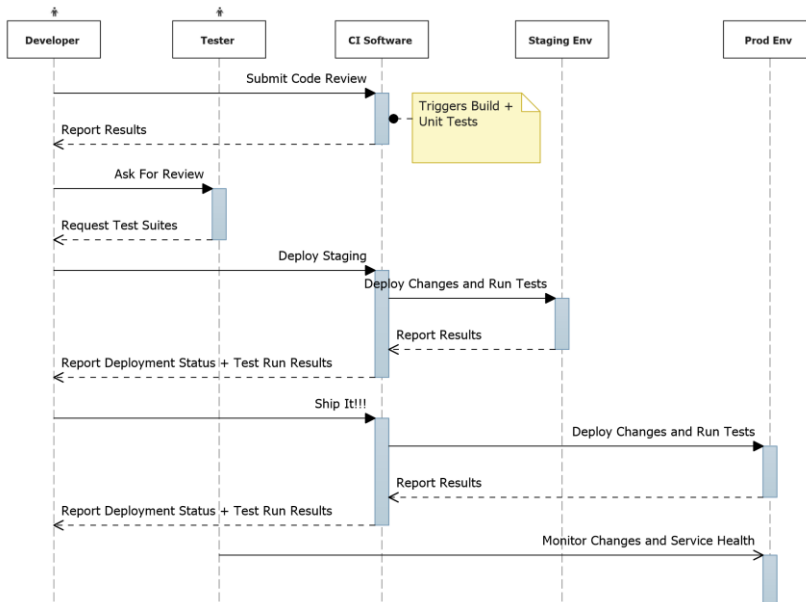 Developer
Tester
CI Software
Staging Env
Prod Env
Submit Code Review
Triggers Build +
Unit Tests
Report Results
Ask For Review
Request Test Suites
Deploy Staging
Deploy Changes and Run Tests
Report Results
Report Deployment Status + Test Run Results
Ship It!!!
Deploy Changes and Run Tests
Report Results
Report Deployment Status + Test Run Results
Monitor Changes and Service Health